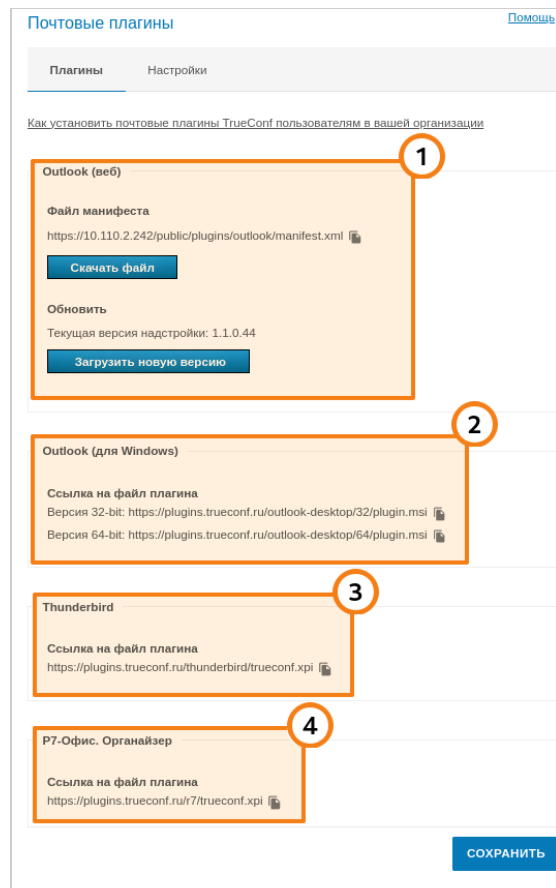 Почтовые плагины
Помощь
Плагины Настройки
Как установить почтовые плагины TrueConf пользователям в вашей организации
1
Outlook (веб)
Файл манифеста
https://10.110.2.242/public/plugins/outlook/manifest.xml
Скачать файл
Обновить
Текущая версия надстройки: 1.1.0.44
Загрузить новую версию
2
Outlook (для Windows)
Ссылка на файл плагина
Версия 32-bit: https://plugins.trueconf.ru/outlook-desktop/32/plugin.msi
Версия 64-bit: https://plugins.trueconf.ru/outlook-desktop/64/plugin.msi
3
Thunderbird
Ссылка на файл плагина
https://plugins.trueconf.ru/thunderbird/trueconf.xpi
4
Р7-Офис. Органайзер
Ссылка на файл плагина
https://plugins.trueconf.ru/r7/trueconf.xpi
СОХРАНИТЬ